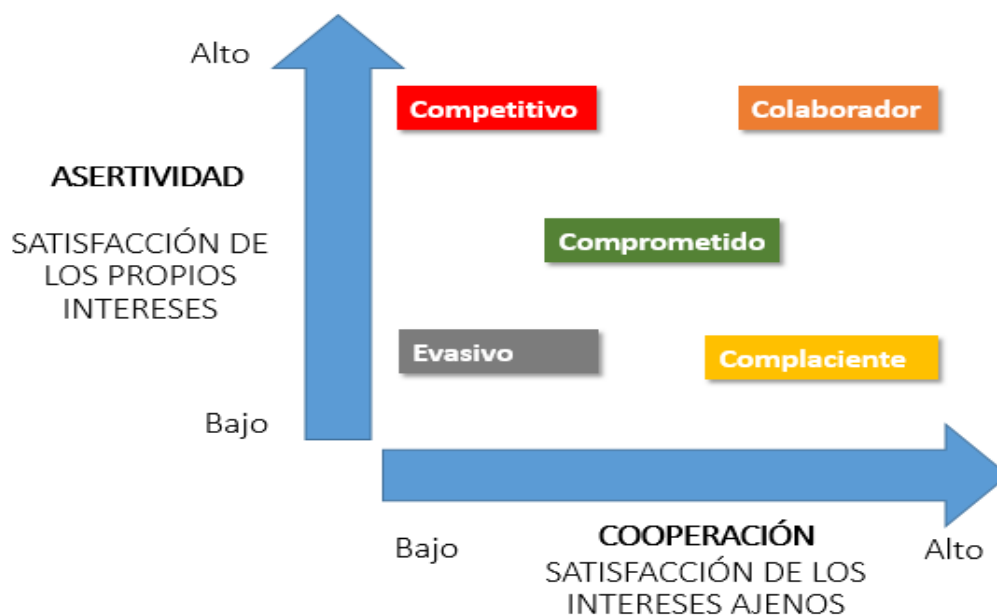 Alto
Competitivo
Colaborador
ASERTIVIDAD
SATISFACCIÓN DE
LOS PROPIOS
INTERESES
Comprometido
Evasivo
Complaciente
Bajo
Bajo
COOPERACIÓN
Alto
SATISFACCIÓN DE LOS
INTERESES AJENOS